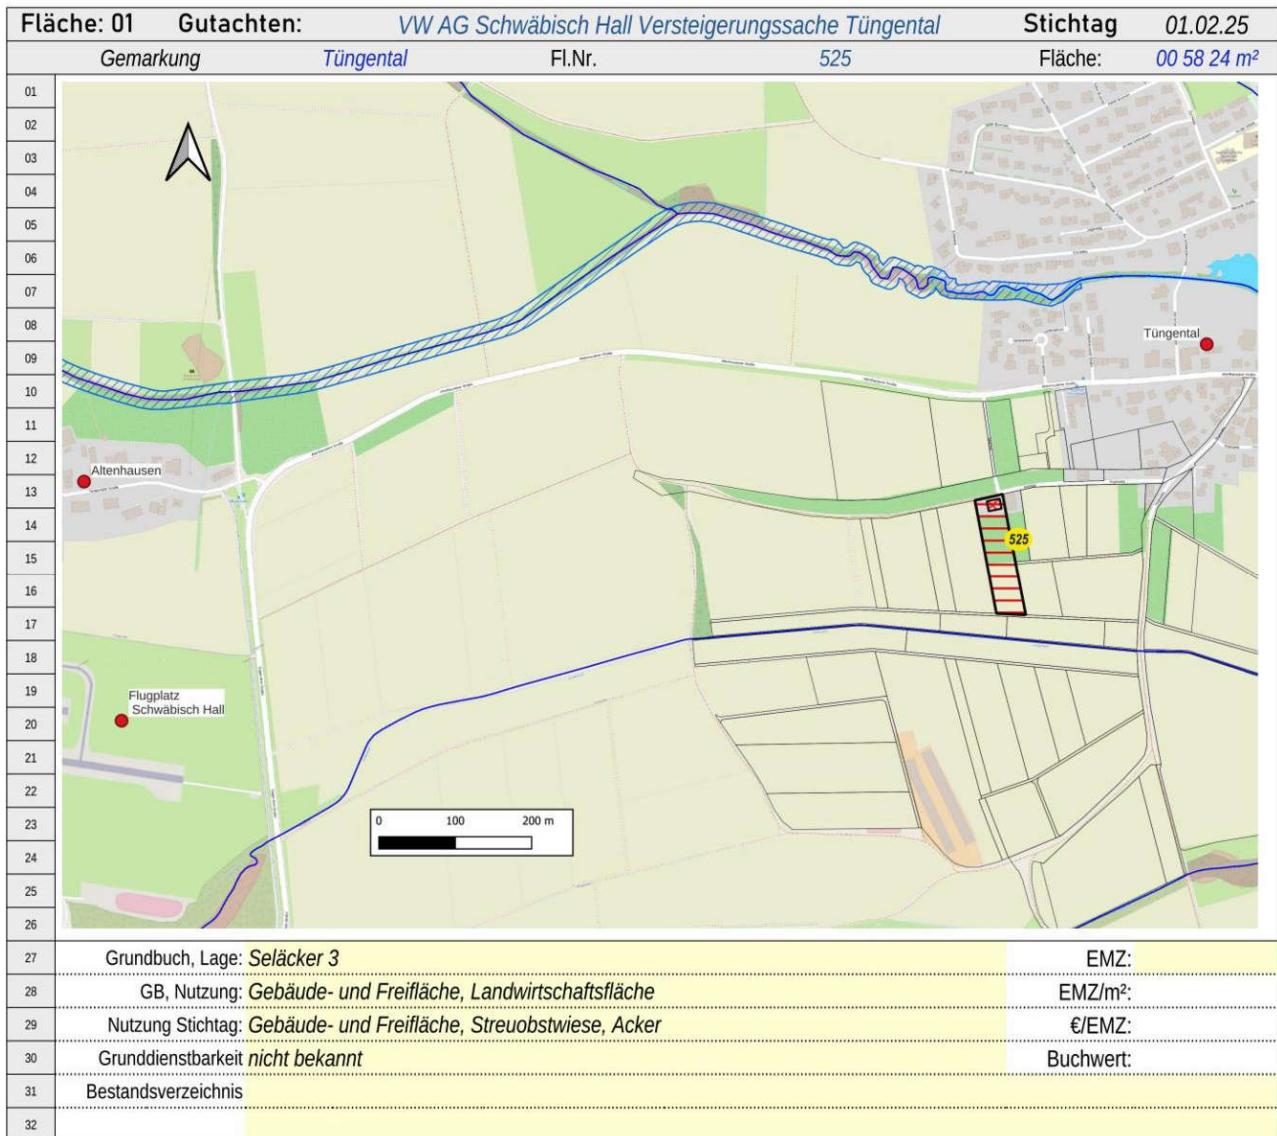 Fläche: 01 Gutachten: VW AG Schwäbisch Hall Versteigerungssache Tüngental Stichtag 01.02.25
Gemarkung Tüngental Fl.Nr. 525 Fläche: 00 58 24 m²
01
02
03
04
05
06
07
08
Tüngental
09
10
11
12
Altenhausen
13
14
525
15
16
17
18
19
Flugplatz
Schwäbisch Hall
20
21
22
0 100 200 m
23
24
25
26
27 Grundbuch, Lage: Seläcker 3 EMZ:
28 GB, Nutzung: Gebäude- und Freifläche, Landwirtschaftsfläche EMZ/m²:
29 Nutzung Stichtag: Gebäude- und Freifläche, Streuobstwiese, Acker €/EMZ:
30 Grunddienstbarkeit nicht bekannt Buchwert:
31 Bestandsverzeichnis
32